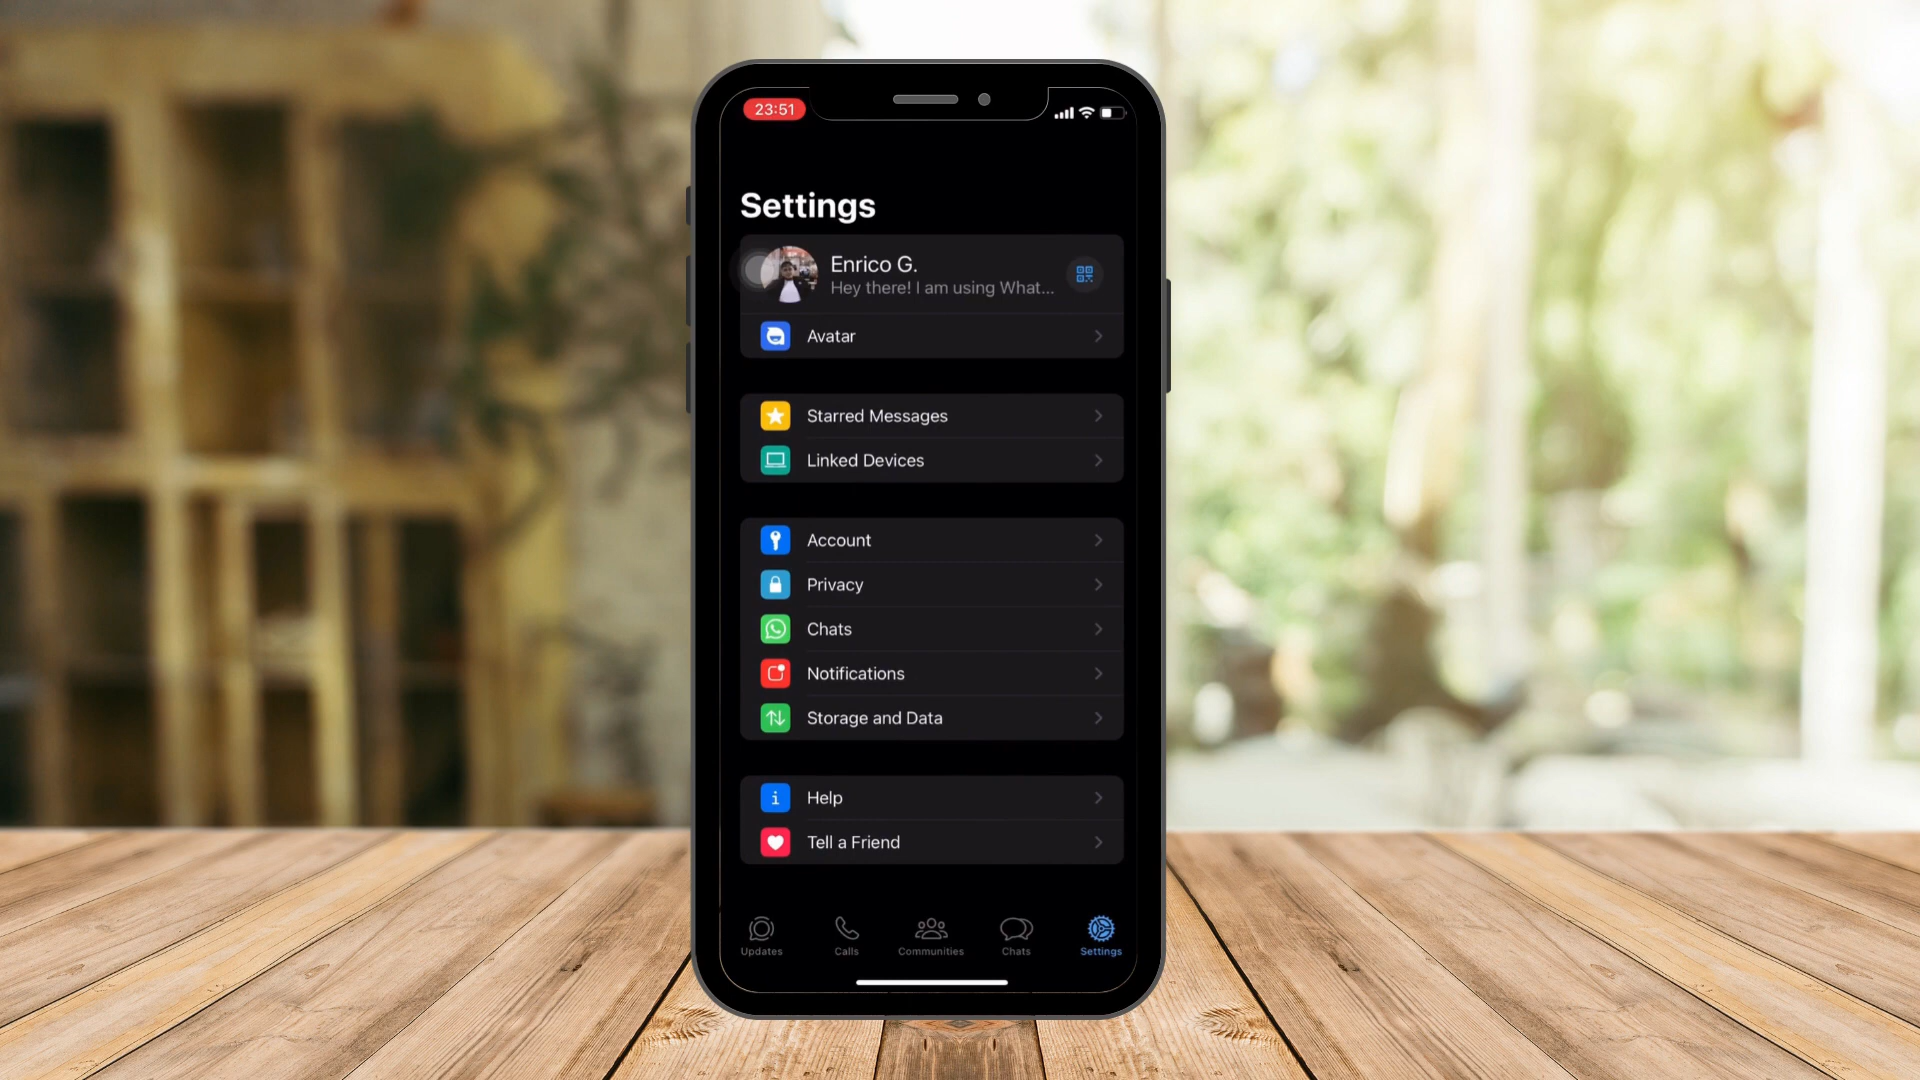 23:51
Settings
Enrico G.
Hey there! I am using What...
Avatar
Starred Messages
Linked Devices
Account
Privacy
Chats
Notifications
Storage and Data
Help
Tell a Friend
Updates
Calls
Communities
Chats
Settings